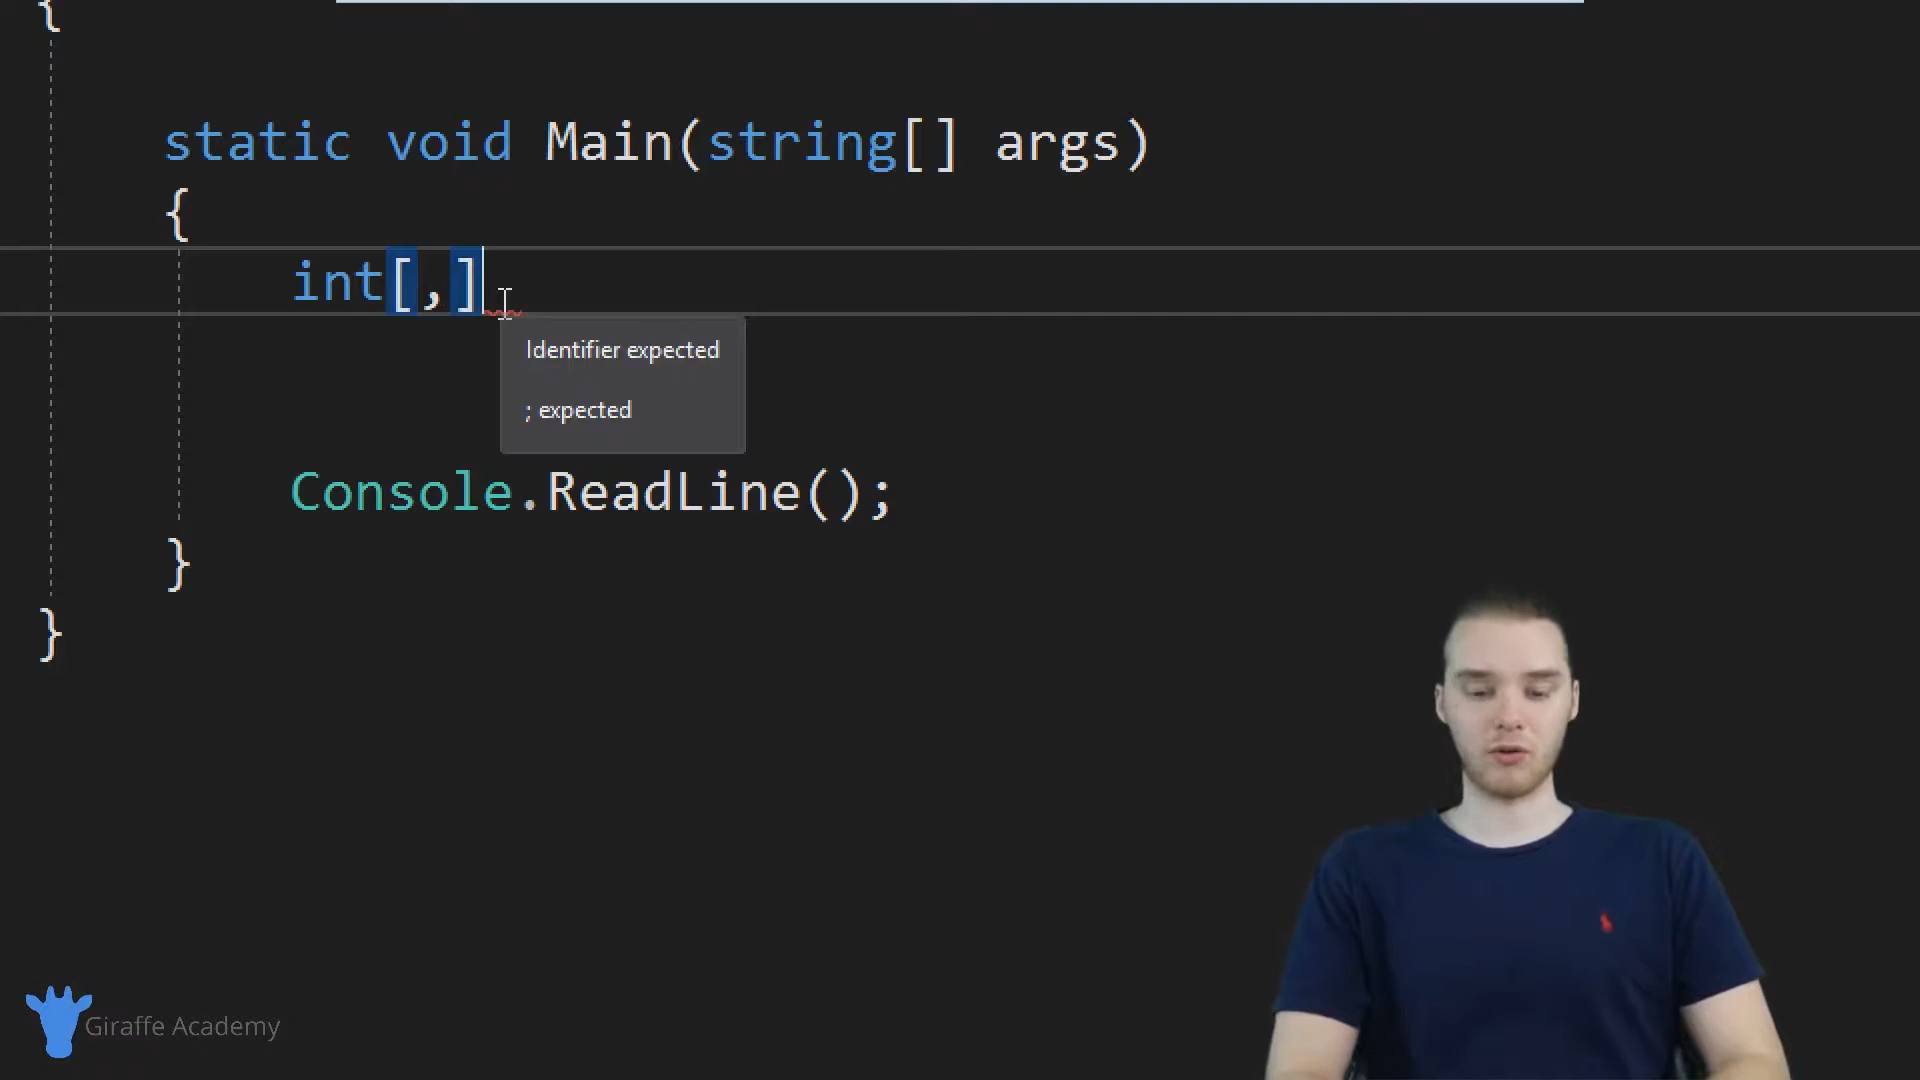 {
static void Main(string[] args)
{
int[,]
Identifier expected
; expected
Console.ReadLine();
}
}
Giraffe Academy